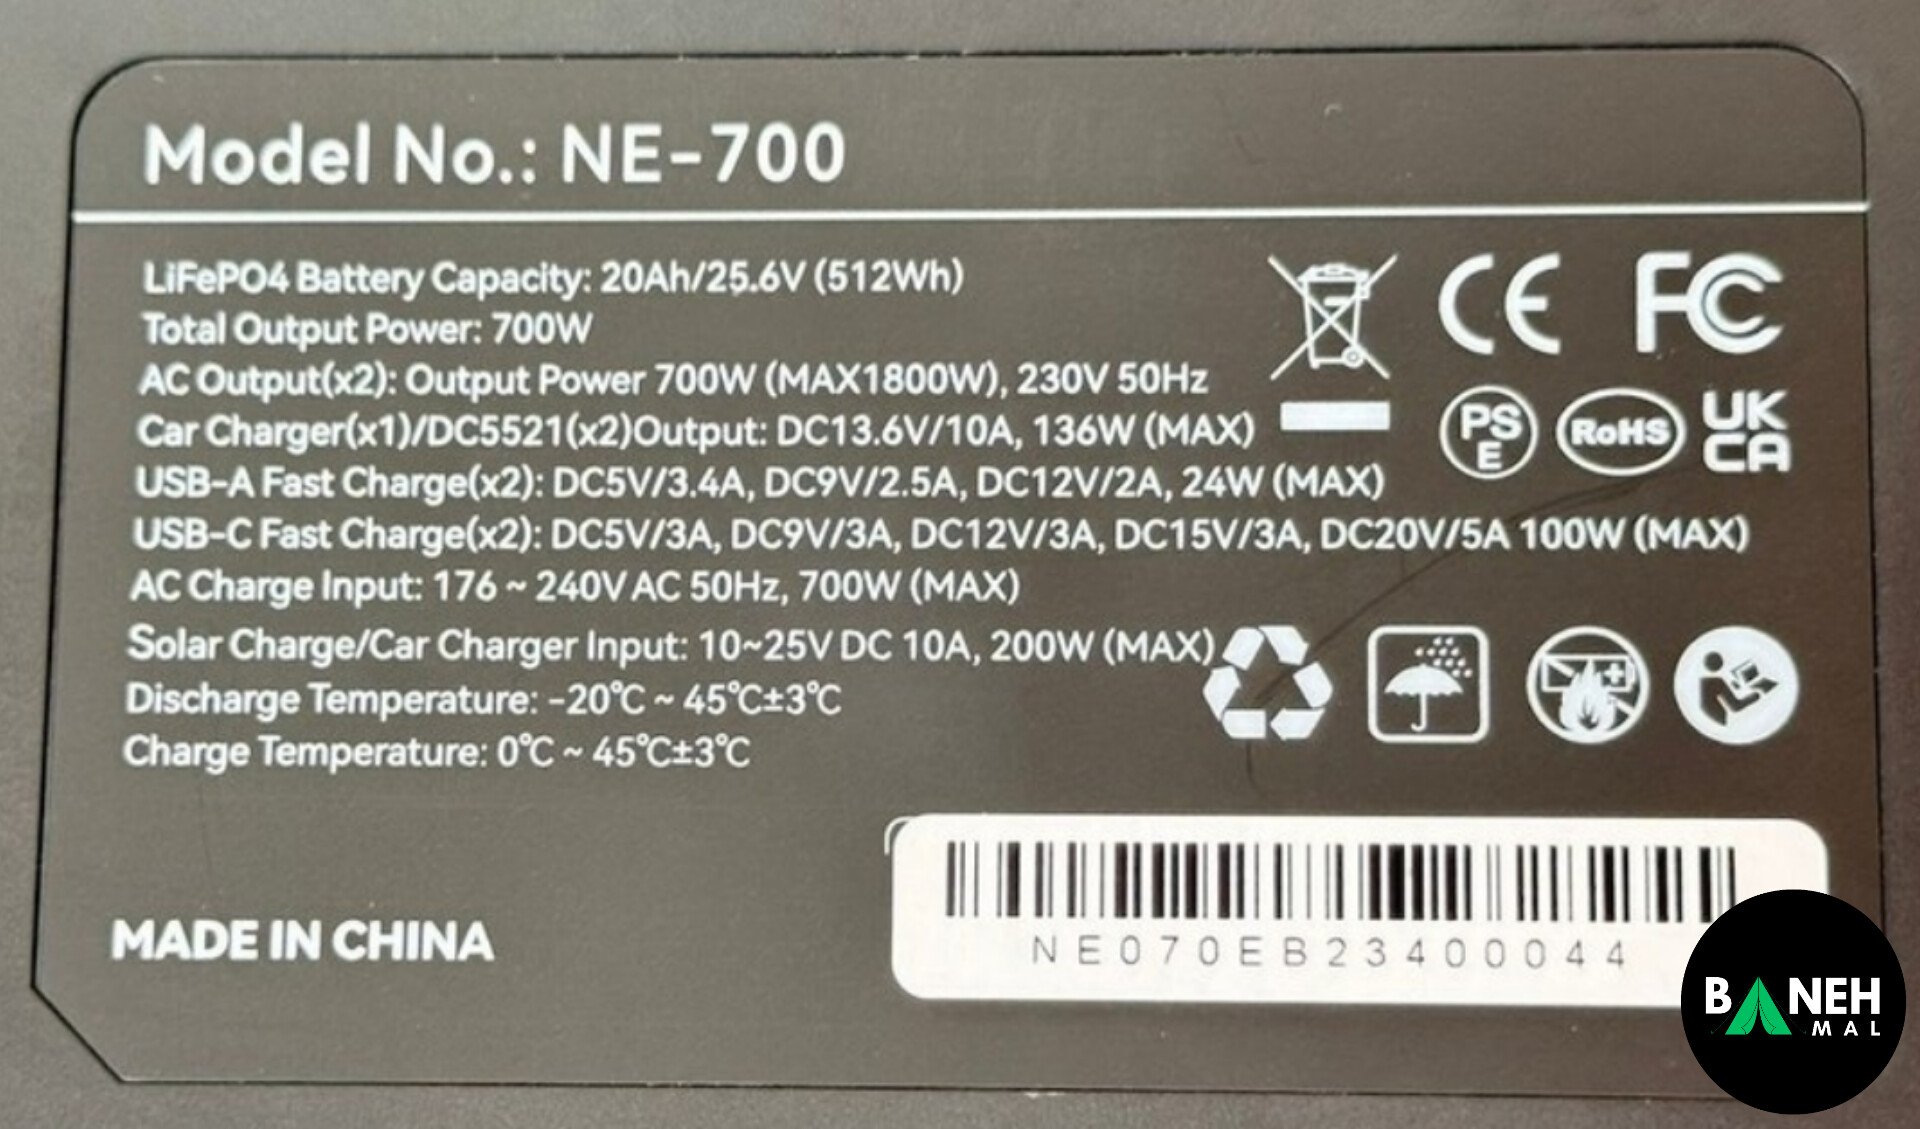 Model No.: NE-700
LiFePO4 Battery Capacity: 20Ah/25.6V (512Wh)
Total Output Power: 700W
AC Output(x2): Output Power 700W (MAX1800W), 230V 50Hz
Car Charger(x1)/DC5521(x2)Output: DC13.6V/10A, 136W (MAX)
USB-A Fast Charge(x2): DC5V/3.4A, DC9V/2.5A, DC12V/2A, 24W (MAX)
USB-C Fast Charge(x2): DC5V/3A, DC9V/3A, DC12V/3A, DC15V/3A, DC20V/5A 100W (MAX)
AC Charge Input: 176 ~ 240V AC 50Hz, 700W (MAX)
Solar Charge/Car Charger Input: 10~25V DC 10A, 200W (MAX)
Discharge Temperature: -20℃ ~ 45℃±3℃
Charge Temperature: 0℃ ~ 45℃±3℃
CE FC
PS
E
RoHS
UK
CA
MADE IN CHINA
NE070EB23400044
BANEH
MAL